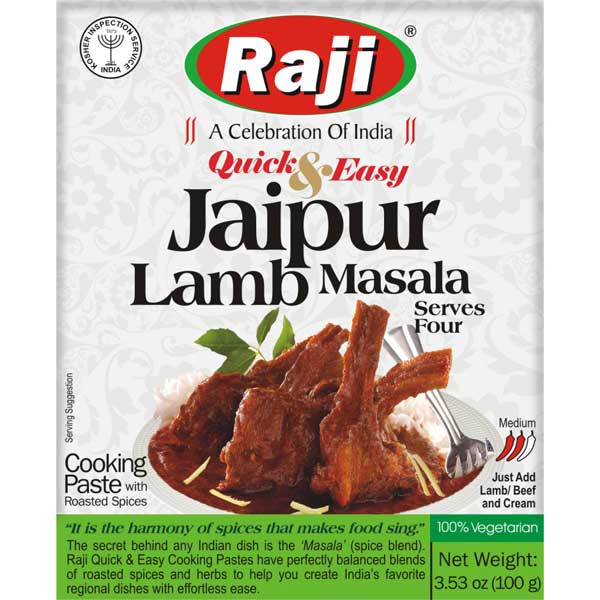 KOSHER INSPECTION SERVICE
INDIA
Raji
®
A Celebration Of India
Quick & Easy
Jaipur
Lamb Masala
Serves
Four
Serving Suggestion
Medium
Cooking
Paste with
Roasted Spices
Just Add
Lamb/ Beef
and Cream
"It is the harmony of spices that makes food sing."
The secret behind any Indian dish is the 'Masala' (spice blend).
Raji Quick & Easy Cooking Pastes have perfectly balanced blends
of roasted spices and herbs to help you create India's favorite
regional dishes with effortless ease.
100% Vegetarian
Net Weight:
3.53 oz (100 g)